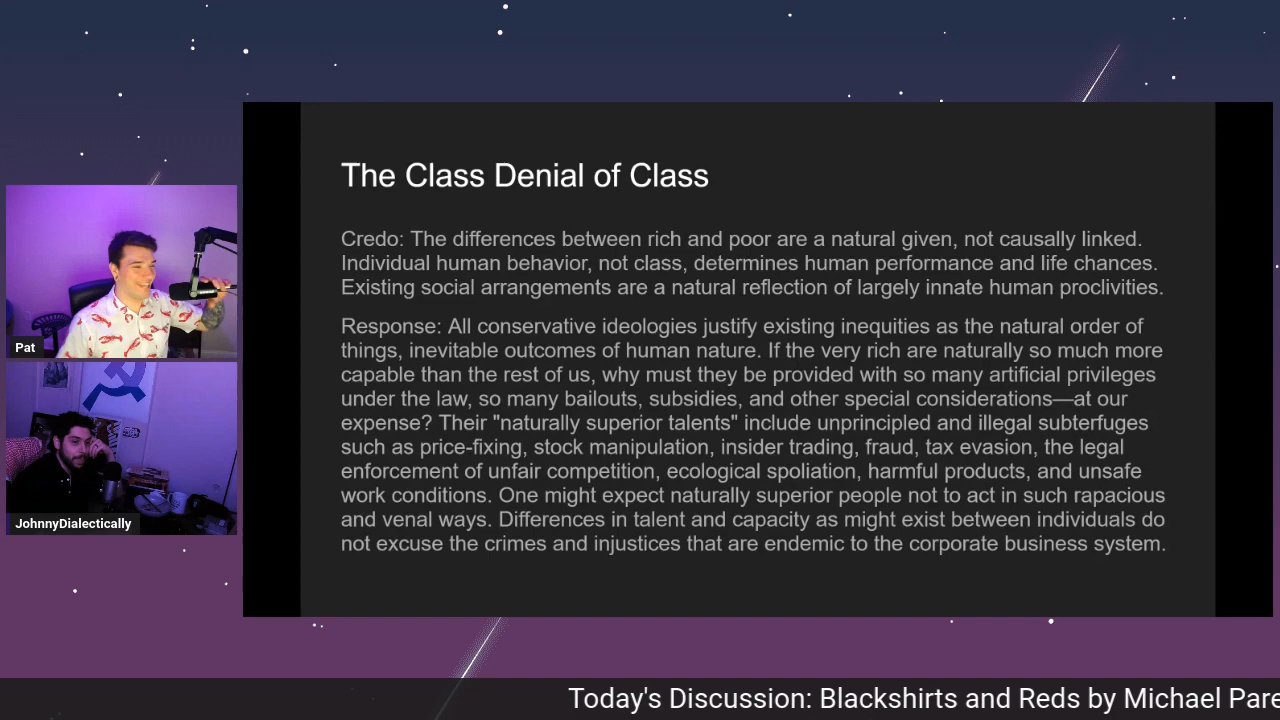 The Class Denial of Class
Credo: The differences between rich and poor are a natural given, not causally linked.
Individual human behavior, not class, determines human performance and life chances.
Existing social arrangements are a natural reflection of largely innate human proclivities.
Response: All conservative ideologies justify existing inequities as the natural order of
things, inevitable outcomes of human nature. If the very rich are naturally so much more
capable than the rest of us, why must they be provided with so many artificial privileges
under the law, so many bailouts, subsidies, and other special considerations—at our
expense? Their "naturally superior talents" include unprincipled and illegal subterfuges
such as price-fixing, stock manipulation, insider trading, fraud, tax evasion, the legal
enforcement of unfair competition, ecological spoliation, harmful products, and unsafe
work conditions. One might expect naturally superior people not to act in such rapacious
and venal ways. Differences in talent and capacity as might exist between individuals do
not excuse the crimes and injustices that are endemic to the corporate business system.
Pat
JohnnyDialectically
Today's Discussion: Blackshirts and Reds by Michael Pare